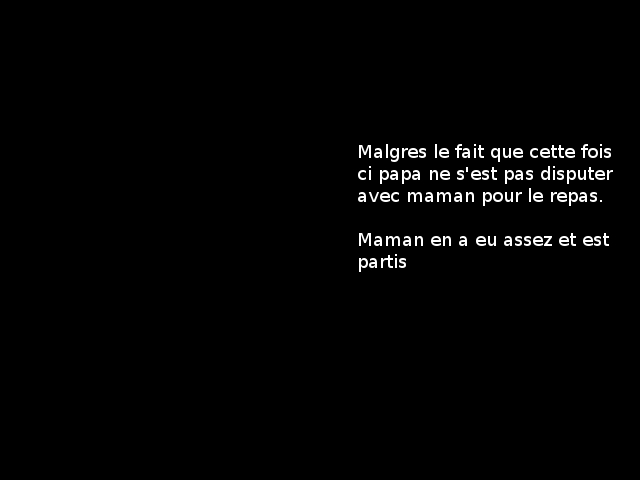 Malgres le fait que cette fois
ci papa ne s'est pas disputer
avec maman pour le repas.
Maman en a eu assez et est
partis